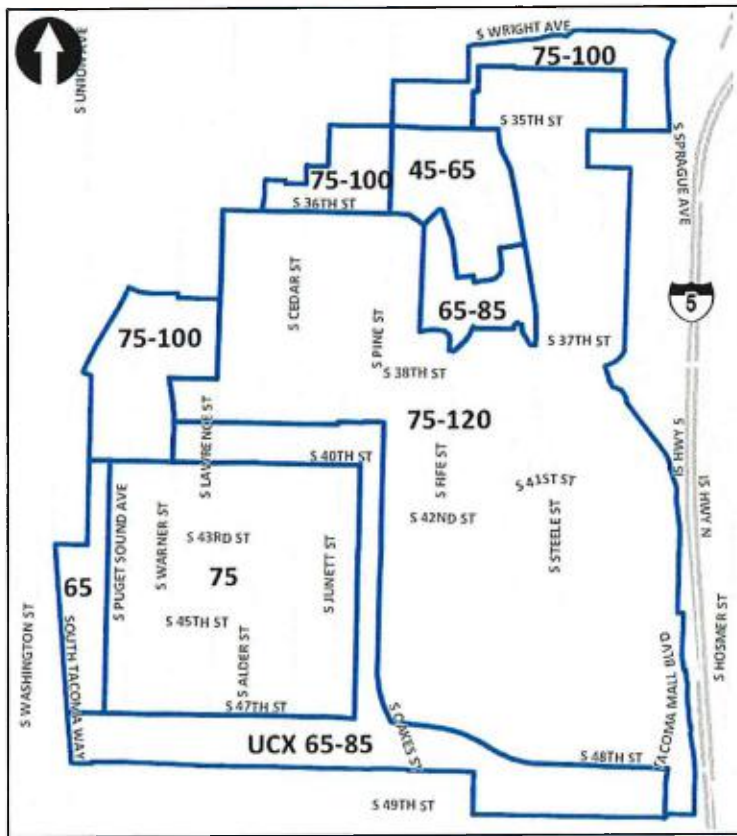 S UNION AVE
S WRIGHT AVE
75-100
S 35TH ST
S SPRAGUE AVE
75-100
45-65
S 36TH ST
5
S CEDAR ST
65-85
75-100
S PINE ST
S 37TH ST
S 38TH ST
75-120
S LAWRENCE ST
S 40TH ST
S FIFE ST
S 41ST ST
S HWY IS
IS HWY N
S PUGET SOUND AVE
S WARNER ST
S 42ND ST
S STEELE ST
S 43RD ST
75
S JUNETT ST
65
S 45TH ST
S WASHINGTON ST
SOUTH TACOMA WAY
S ALDER ST
S HOSMER ST
TACOMA MALL BLVD
S 47TH ST
S OAKES ST
UCX 65-85
S 48TH ST
S 49TH ST